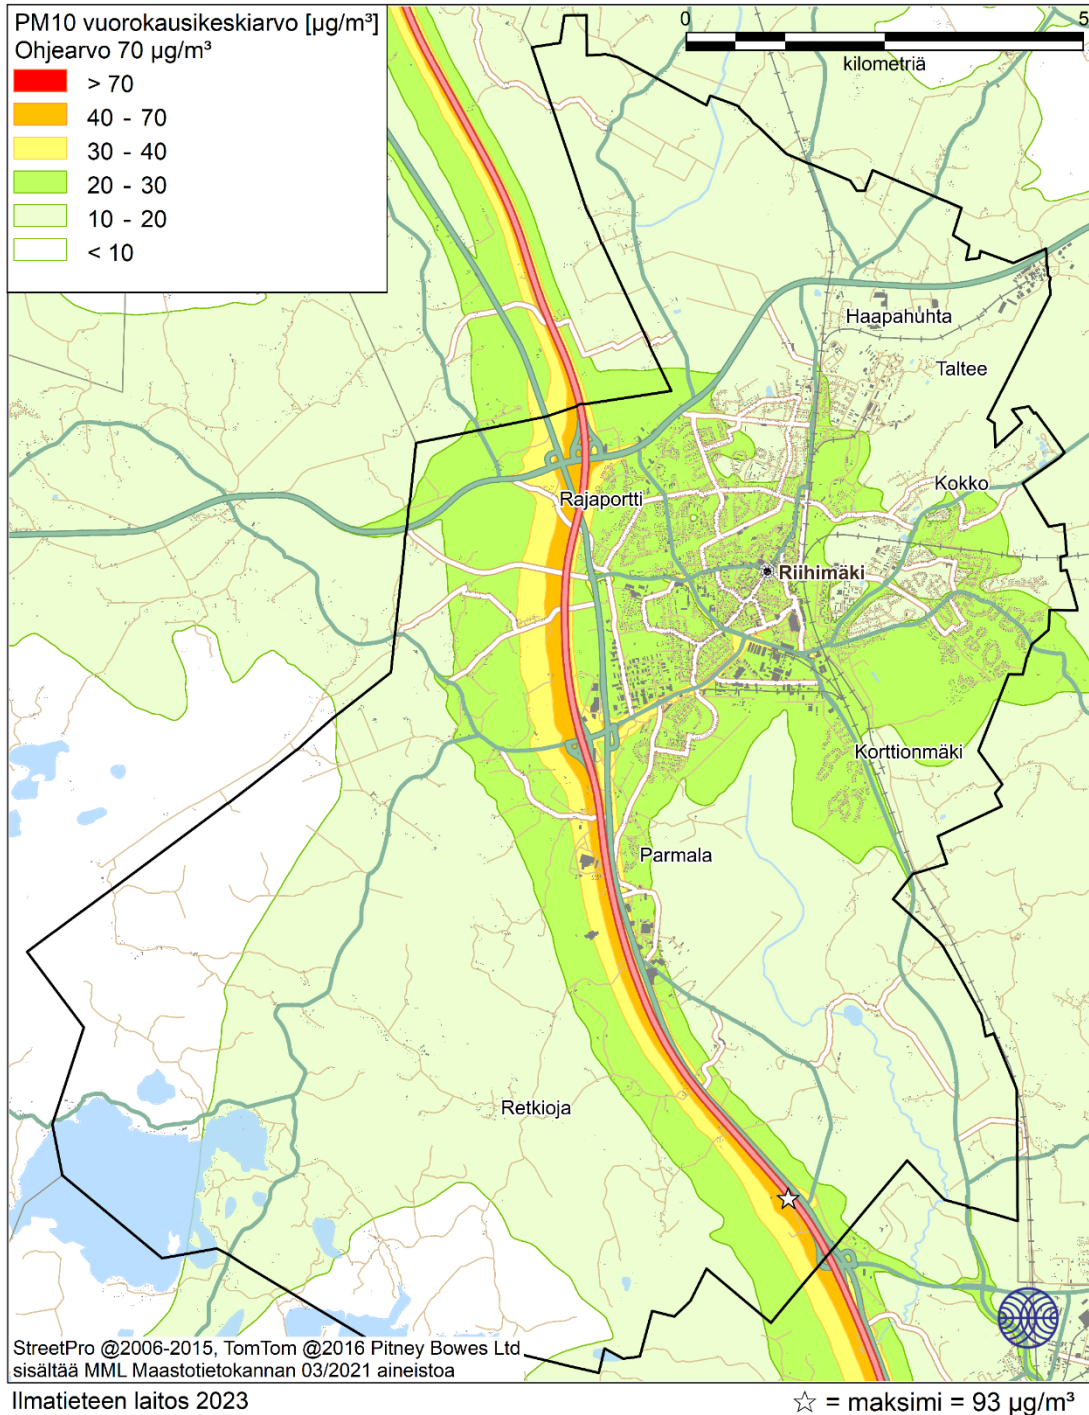 PM10 vuorokausikeskiarvo [µg/m³]
Ohjearvo 70 µg/m³
> 70
40 - 70
30 - 40
20 - 30
10 - 20
< 10
0 5
kilometriä
Haapahuhta
Taltee
Kokko
Rajaportti
Riihimäki
Korttionmäki
Parmala
Retkioja
StreetPro @2006-2015, TomTom @2016 Pitney Bowes Ltd
sisältää MML Maastotietokannan 03/2021 aineistoa
Ilmatieteen laitos 2023
☆ = maksimi = 93 µg/m³